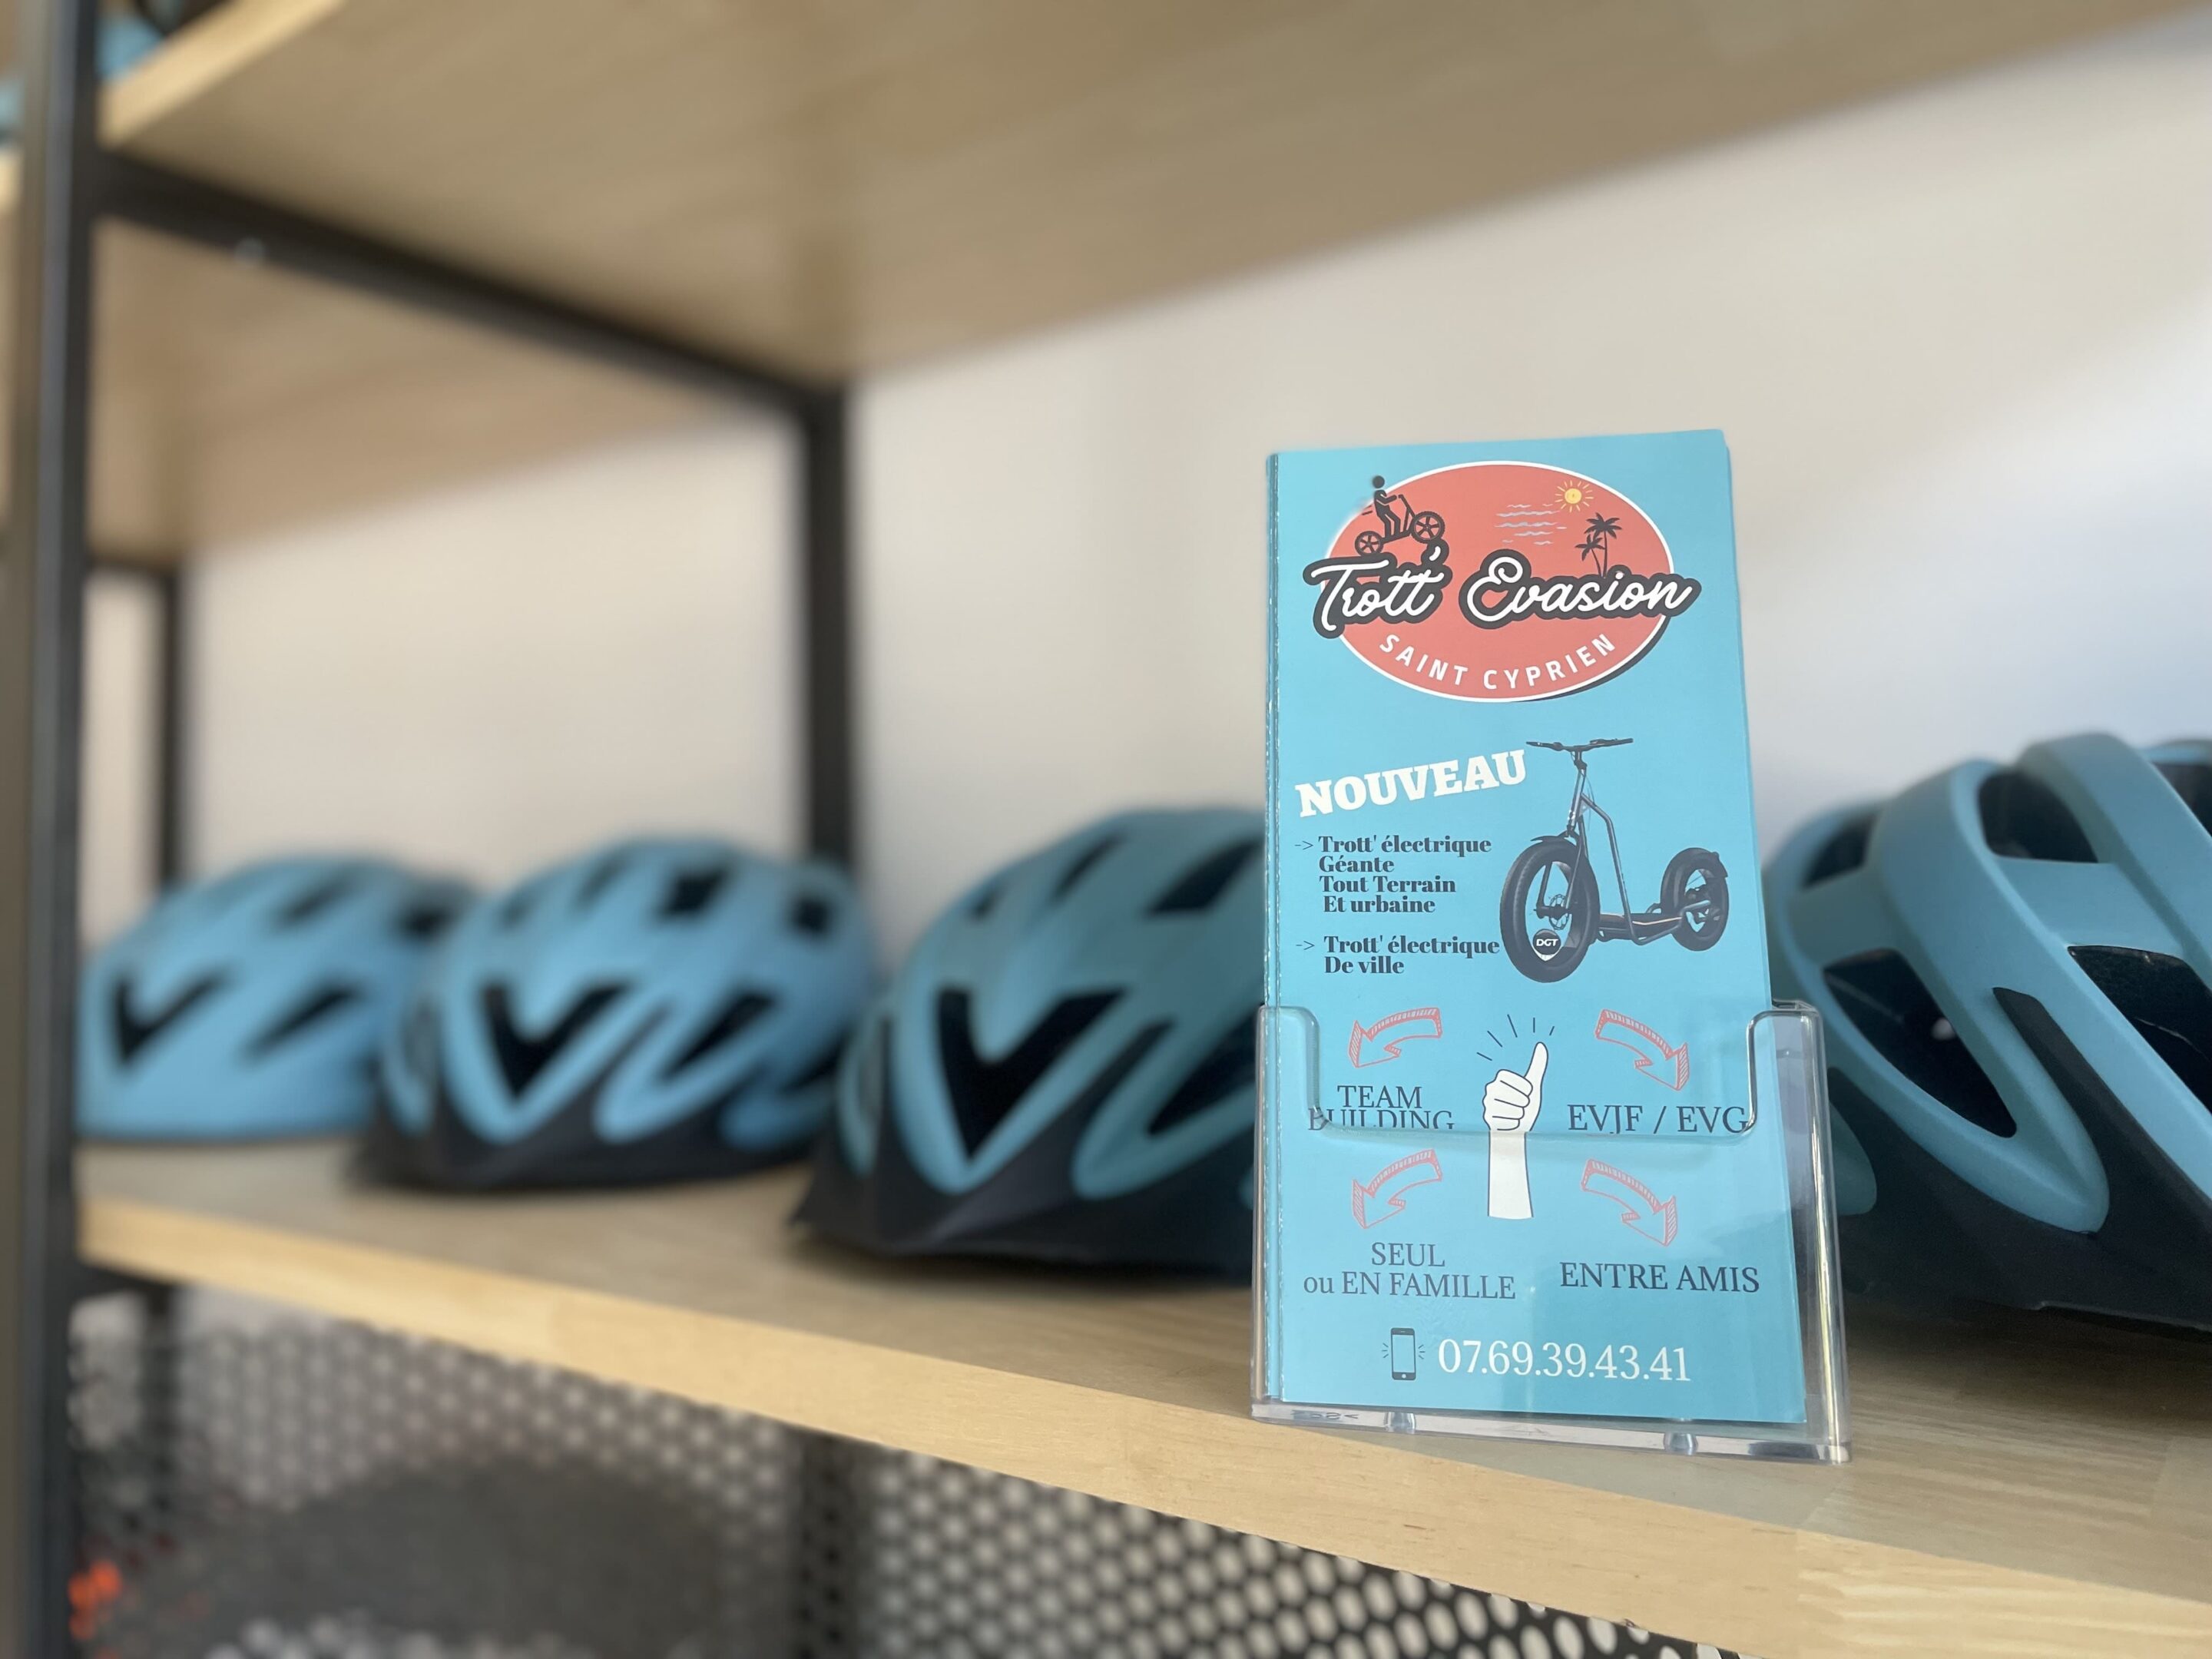 Trott' Evasion
SAINT CYPRIEN
NOUVEAU
-> Trott' électrique
Géante
Tout Terrain
Et urbaine
DGT
-> Trott' électrique
De ville
TEAM
BUILDING
EVJF / EVG
SEUL
ou EN FAMILLE
ENTRE AMIS
07.69.39.43.41